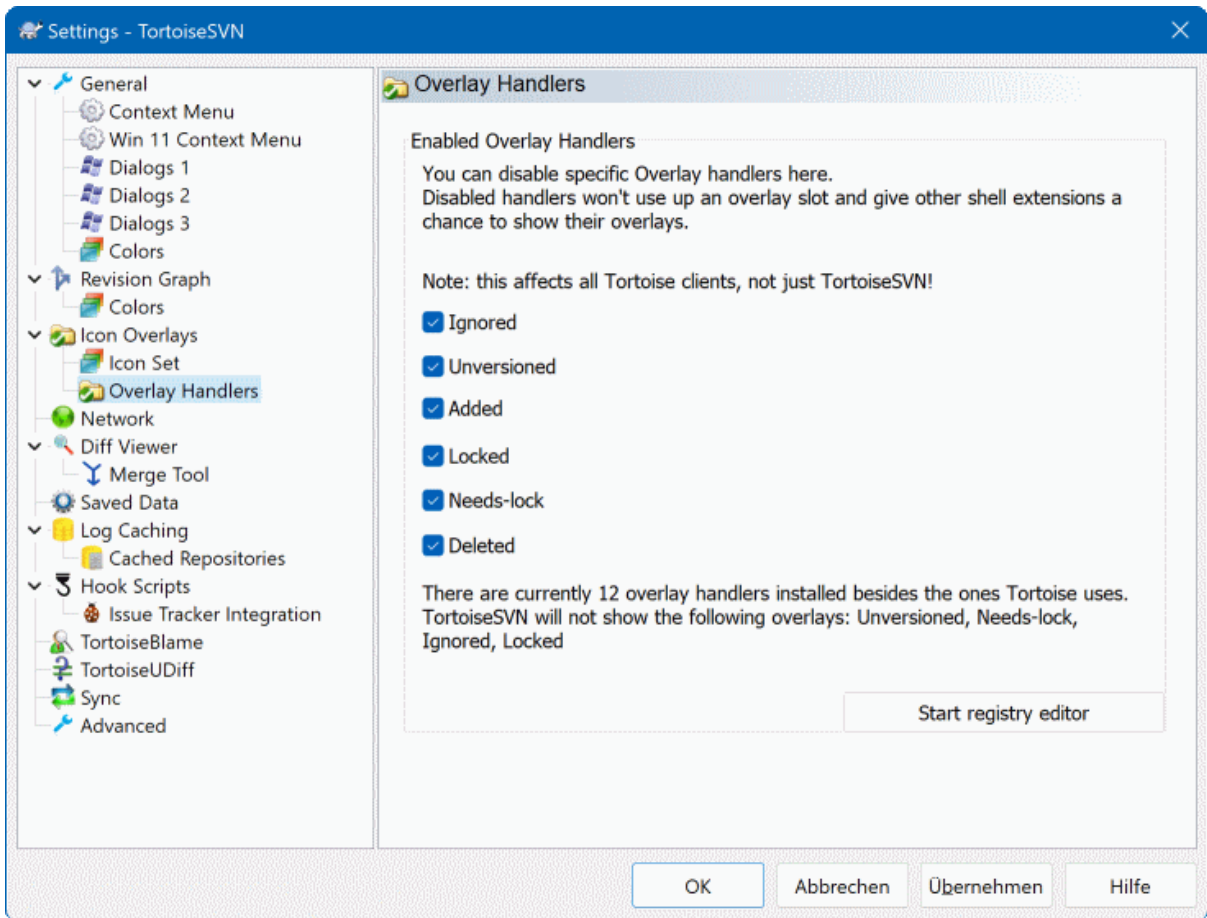 Settings - TortoiseSVN
General
Context Menu
Win 11 Context Menu
Dialogs 1
Dialogs 2
Dialogs 3
Colors
Revision Graph
Colors
Icon Overlays
Icon Set
Overlay Handlers
Network
Diff Viewer
Merge Tool
Saved Data
Log Caching
Cached Repositories
Hook Scripts
Issue Tracker Integration
TortoiseBlame
TortoiseUDiff
Sync
Advanced
Overlay Handlers
Enabled Overlay Handlers
You can disable specific Overlay handlers here.
Disabled handlers won't use up an overlay slot and give other shell extensions a
chance to show their overlays.
Note: this affects all Tortoise clients, not just TortoiseSVN!
Ignored
Unversioned
Added
Locked
Needs-lock
Deleted
There are currently 12 overlay handlers installed besides the ones Tortoise uses.
TortoiseSVN will not show the following overlays: Unversioned, Needs-lock,
Ignored, Locked
Start registry editor
OK
Abbrechen
Übernehmen
Hilfe